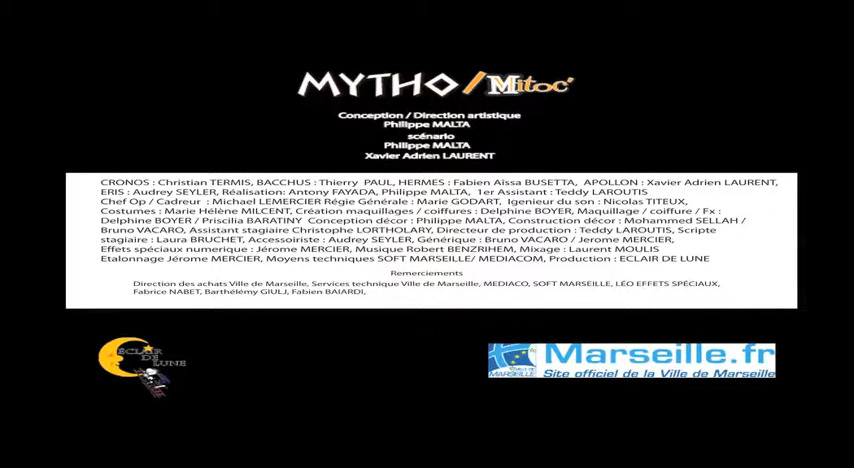 MYTHO/Mitoc'
Conception / Direction artistique
Philippe MALTA
scénario
Philippe MALTA
Xavier Adrien LAURENT
CRONOS : Christian TERMIS, BACCHUS : Thierry PAUL, HERMES : Fabien Aïssa BUSETTA, APOLLON : Xavier Adrien LAURENT,
ERIS : Audrey SEYLER, Réalisation: Antony FAYADA, Philippe MALTA, 1er Assistant : Teddy LAROUTIS
Chef Op / Cadreur : Michael LEMERCIER Régie Générale : Marie GODART, Igenieur du son : Nicolas TITEUX,
Costumes : Marie Hélène MILCENT, Création maquillages / coiffures : Delphine BOYER, Maquillage / coiffure / Fx :
Delphine BOYER / Priscilia BARATINY Conception décor : Philippe MALTA, Construction décor : Mohammed SELLAH /
Bruno VACARO, Assistant stagiaire Christophe LORTHOLARY, Directeur de production : Teddy LAROUTIS, Scripte
stagiaire : Laura BRUCHET, Accessoiriste : Audrey SEYLER, Générique : Bruno VACARO / Jerome MERCIER,
Effets spéciaux numerique : Jérome MERCIER, Musique Robert BENZRIHEM, Mixage : Laurent MOULIS
Etalonnage Jérome MERCIER, Moyens techniques SOFT MARSEILLE/ MEDIACOM, Production : ECLAIR DE LUNE
Remerciements
Direction des achats Ville de Marseille, Services technique Ville de Marseille, MEDIACO, SOFT MARSEILLE, LÉO EFFETS SPÉCIAUX,
Fabrice NABET, Barthélémy GIULJ, Fabien BAIARDI,
ÉCLAIR
DE
LUNE
VILLE DE
MARSEILLE
Marseille.fr
Site officiel de la Ville de Marseille